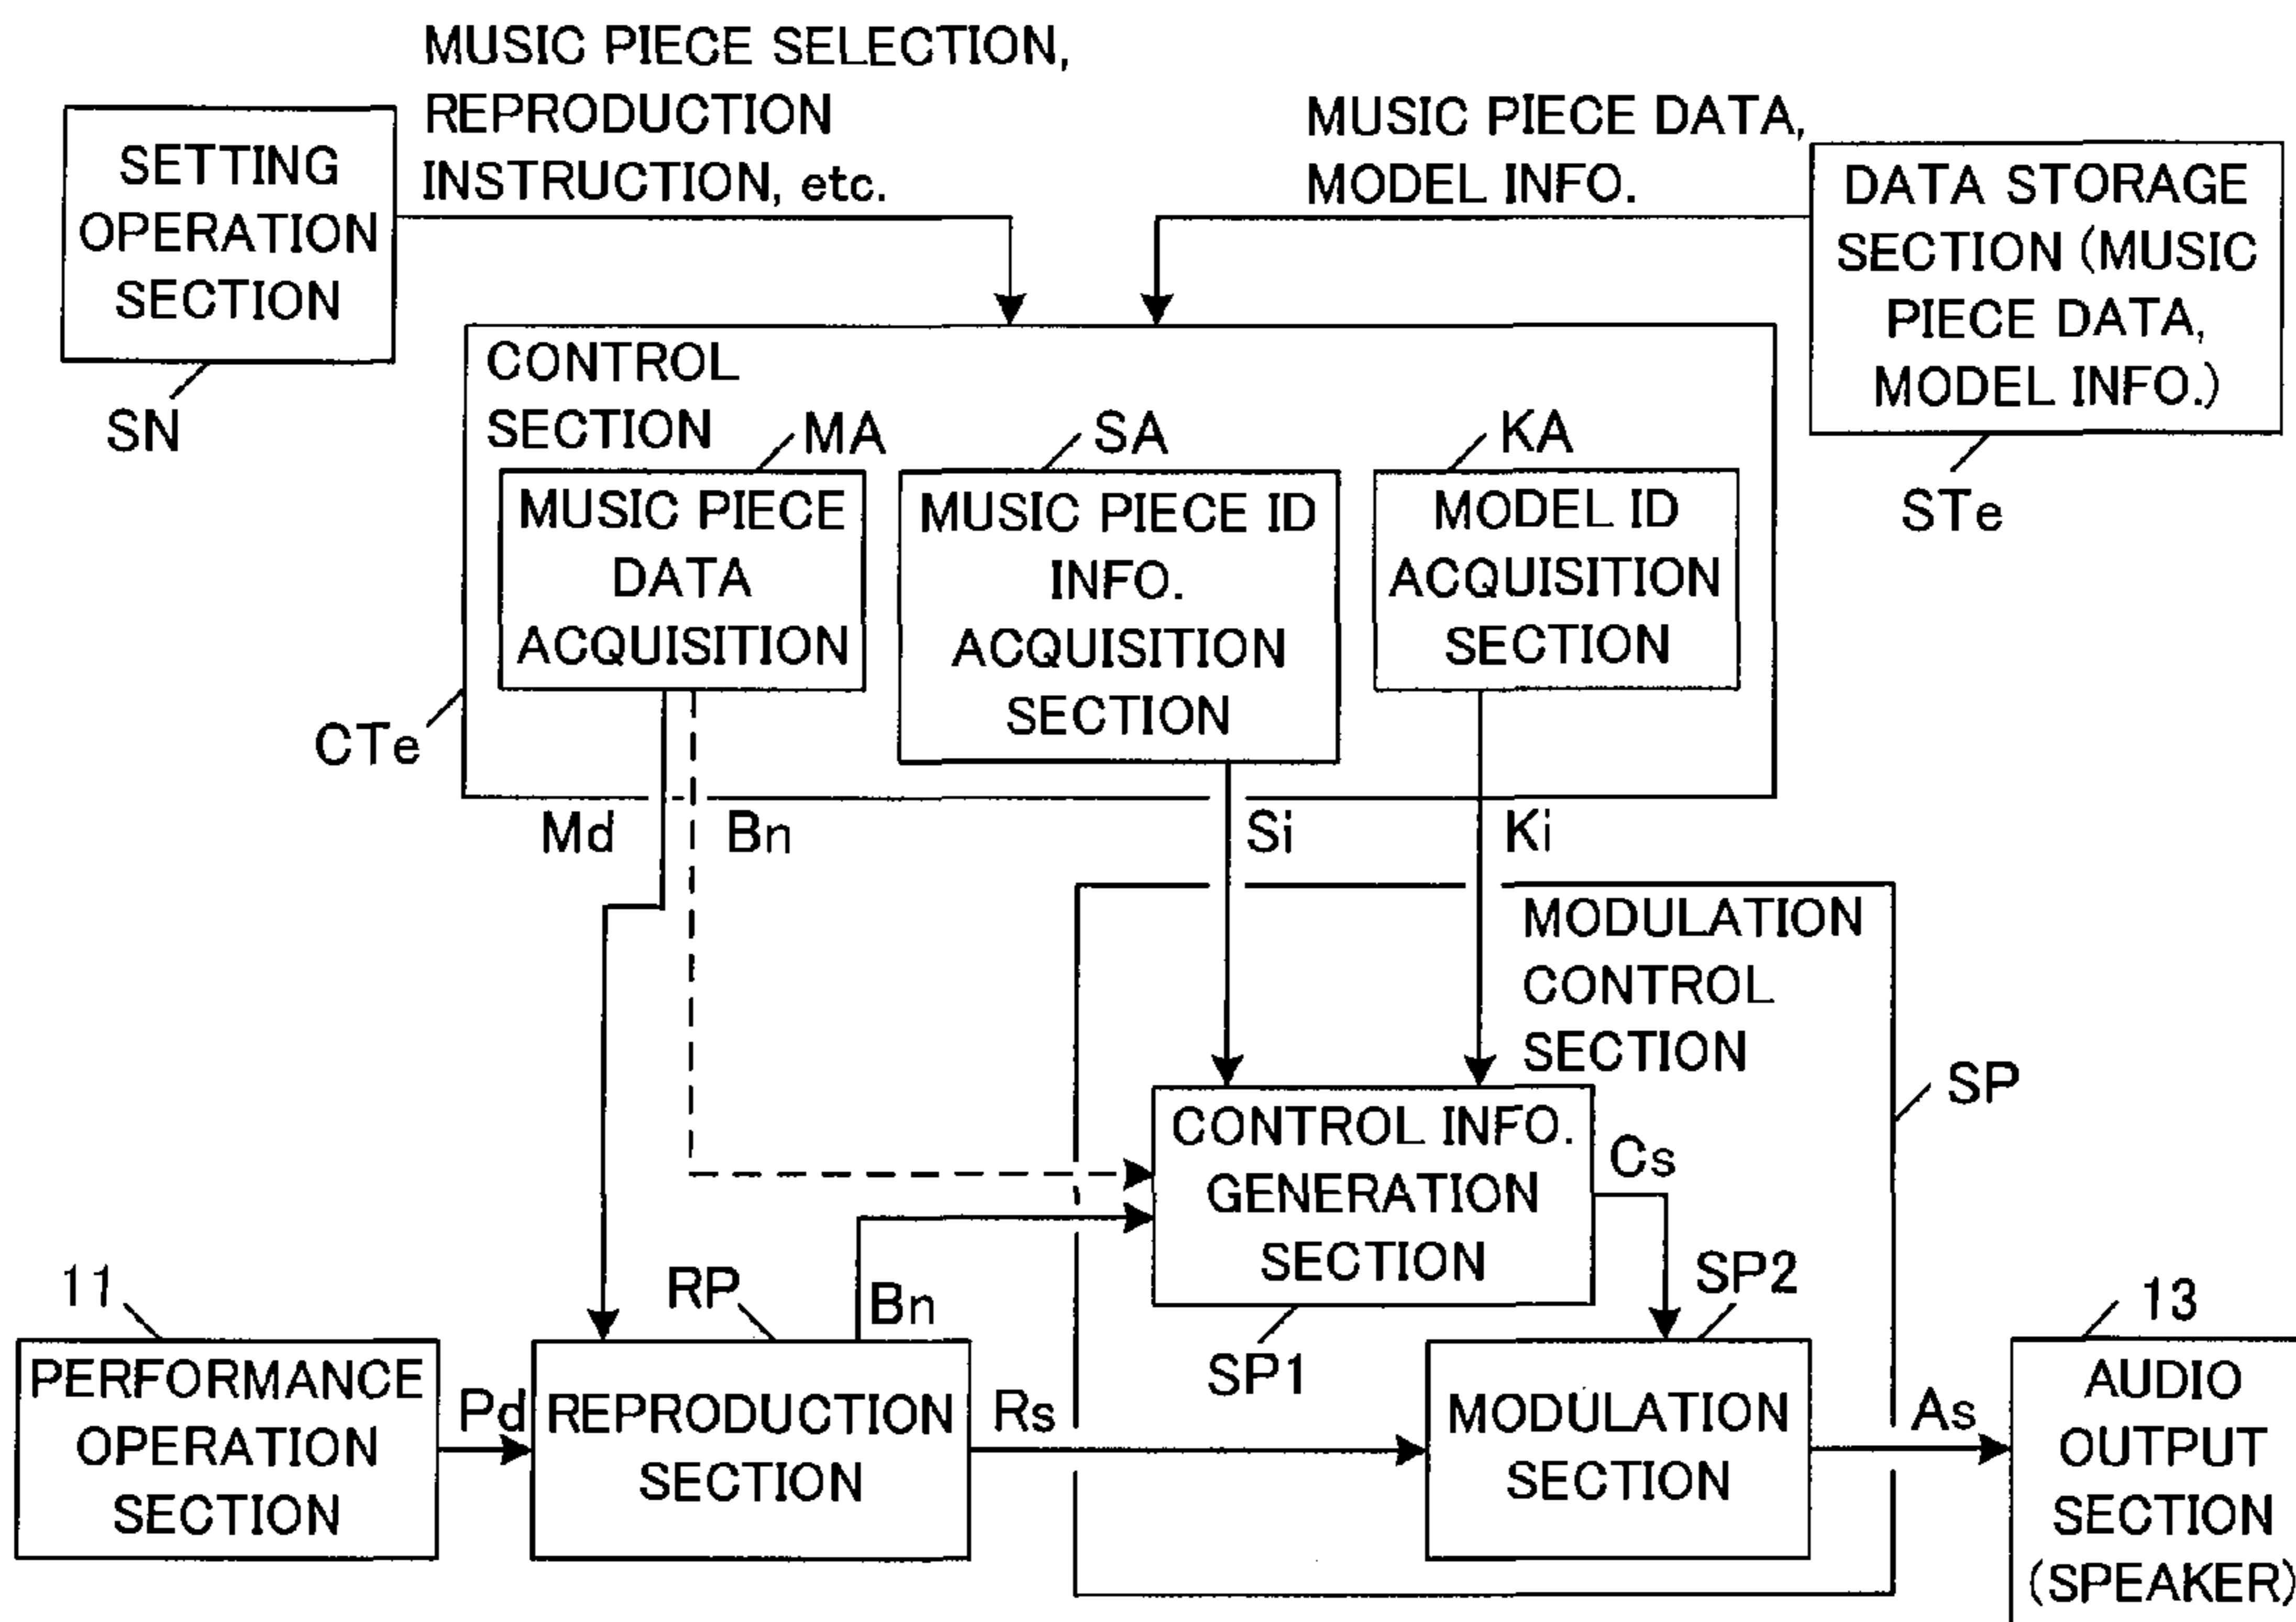 MUSIC PIECE SELECTION,
REPRODUCTION
INSTRUCTION, etc.
SETTING
OPERATION
SECTION
SN
MUSIC PIECE DATA,
MODEL INFO.
DATA STORAGE
SECTION (MUSIC
PIECE DATA,
MODEL INFO.)
STe
CONTROL
SECTION
MA
SA
KA
MUSIC PIECE
DATA
ACQUISITION
MUSIC PIECE ID
INFO.
ACQUISITION
SECTION
MODEL ID
ACQUISITION
SECTION
CTe
Md
Bn
Si
Ki
MODULATION
CONTROL
SECTION
SP
CONTROL INFO.
GENERATION
SECTION
Cs
SP1
SP2
11
RP
Bn
13
PERFORMANCE
OPERATION
SECTION
Pd
REPRODUCTION
SECTION
Rs
MODULATION
SECTION
As
AUDIO
OUTPUT
SECTION
(SPEAKER)